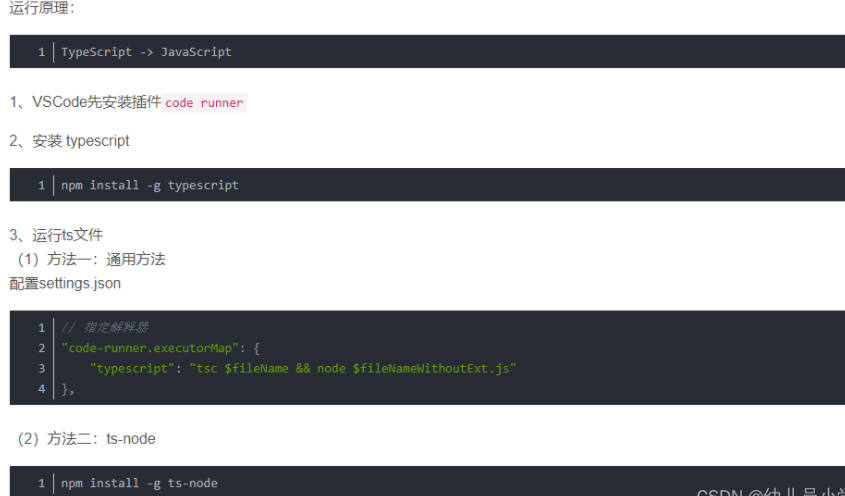 运行原理：
1 TypeScript -> JavaScript
1、VSCode先安装插件 code runner
2、安装 typescript
1 npm install -g typescript
3、运行ts文件
（1）方法一：通用方法
配置settings.json
1 // 指定解释器
2 "code-runner.executorMap": {
3 "typescript": "tsc $fileName && node $fileNameWithoutExt.js"
4 },
（2）方法二：ts-node
1 npm install -g ts-node
CSDN @幼儿园小